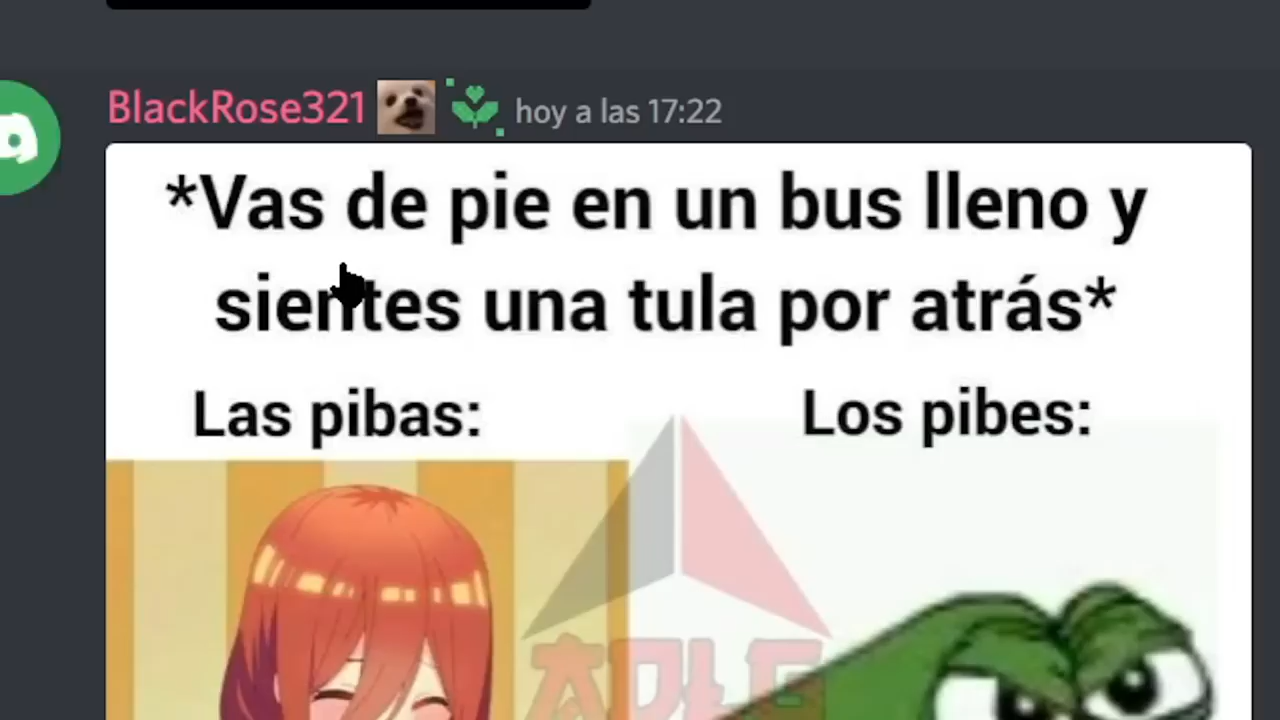 BlackRose321 hoy a las 17:22
*Vas de pie en un bus lleno y
sientes una tula por atrás*
Las pibas: Los pibes:
ADLG